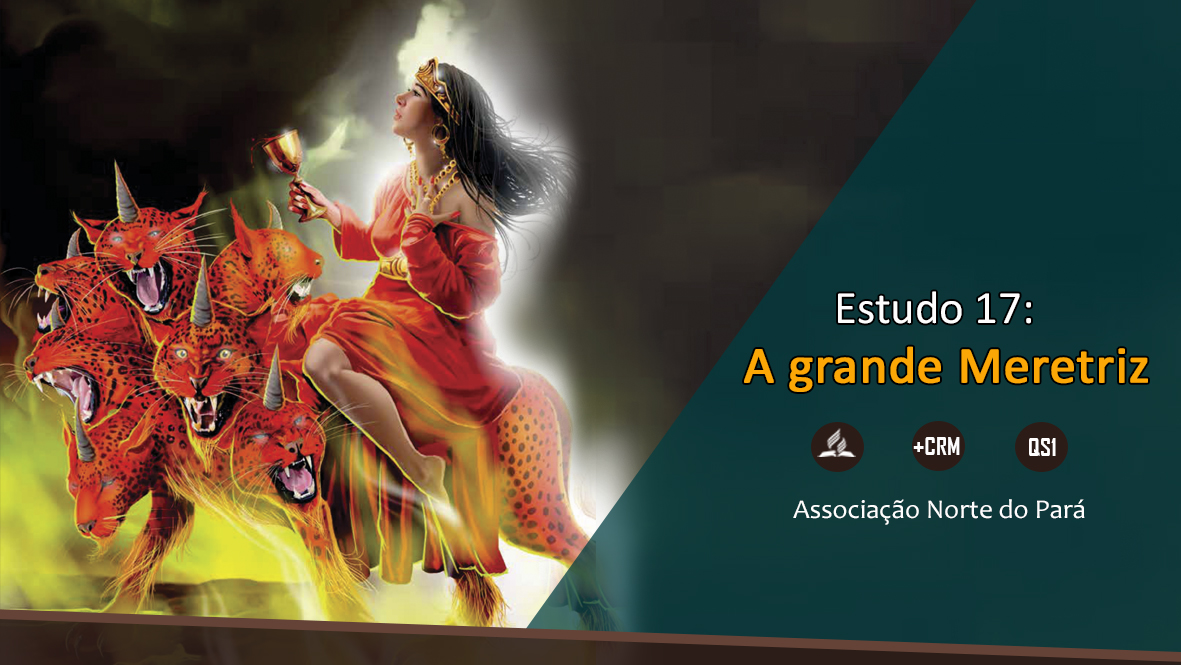 Estudo 17:
A grande Meretriz
+CRM
QS1
Associação Norte do Pará